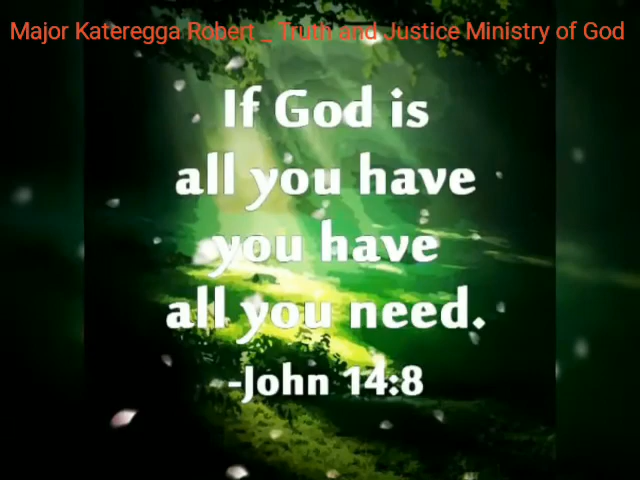 Major Kateregga Robert _ Truth and Justice Ministry of God
If God is
all you have
you have
all you need.
-John 14:8